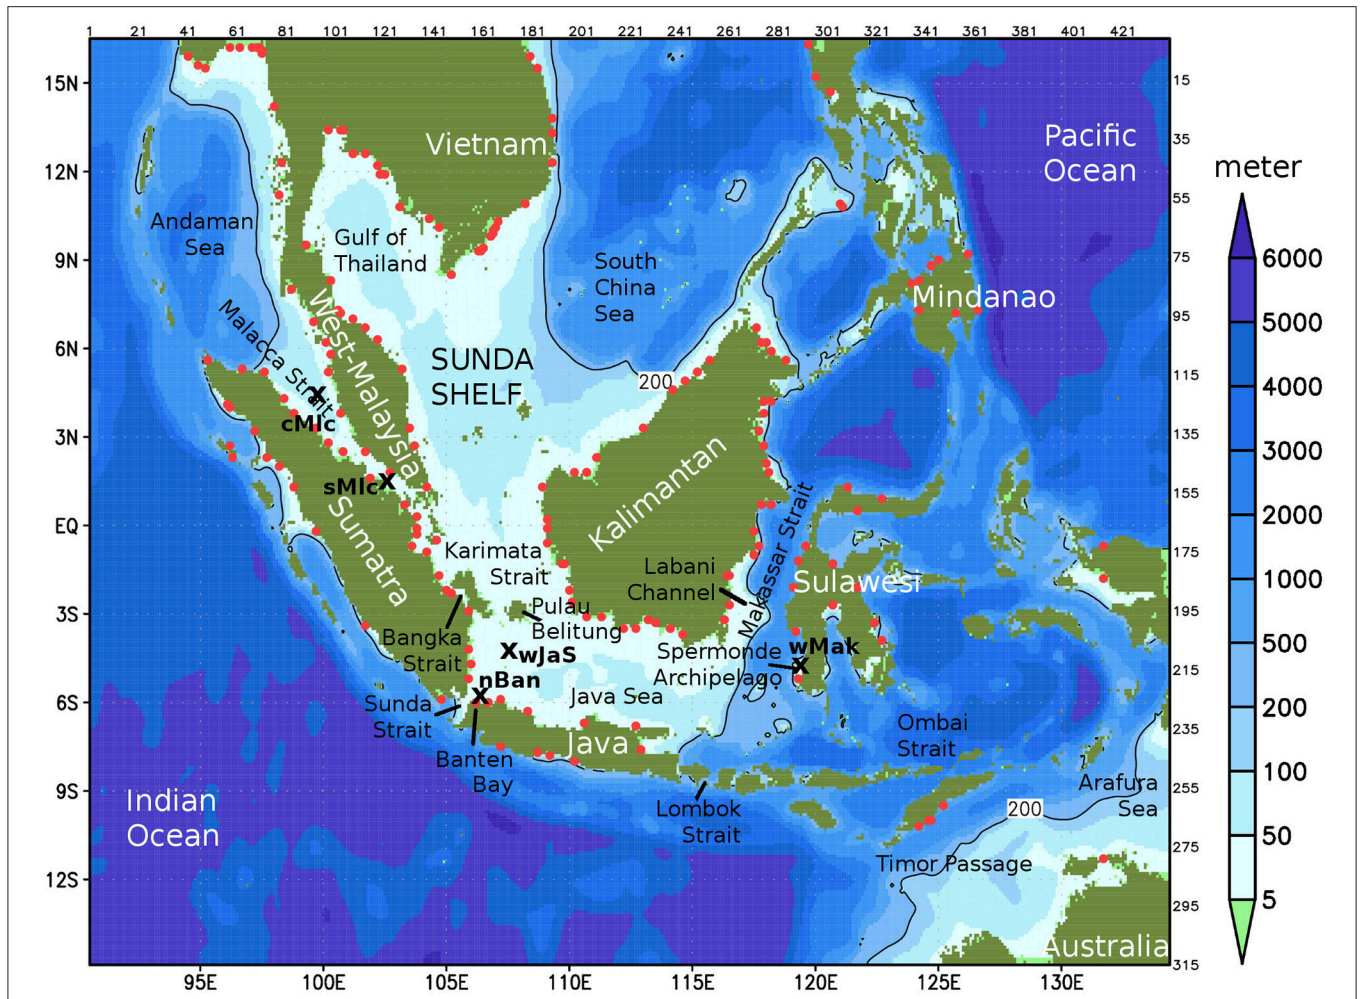 1 21 41 61 81 101 121 141 161 181 201 221 241 261 281 301 321 341 361 381 401 421
15N
12N
9N
6N
3N
EQ
3S
6S
9S
12S
95E 100E 105E 110E 115E 120E 125E 130E
15
35
55
75
95
115
135
155
175
195
215
235
255
275
295
315
meter
6000
5000
4000
3000
2000
1000
500
200
100
50
5
Vietnam
Pacific
Ocean
Andaman
Sea
Gulf of
Thailand
South
China
Sea
Mindanao
Malacca Strait
West-Malaysia
SUNDA
SHELF
200
cMlc
sMlc
Sumatra
Kalimantan
Makassar Strait
Karimata
Strait
Labani
Channel
Sulawesi
Pulau
Belitung
Bangka
Strait
wJaS
Spermonde
Archipelago
wMak
nBan
Java Sea
Sunda
Strait
Java
Ombai
Strait
Banten
Bay
Lombok
Strait
Arafura
Sea
200
Indian
Ocean
Timor Passage
Australia